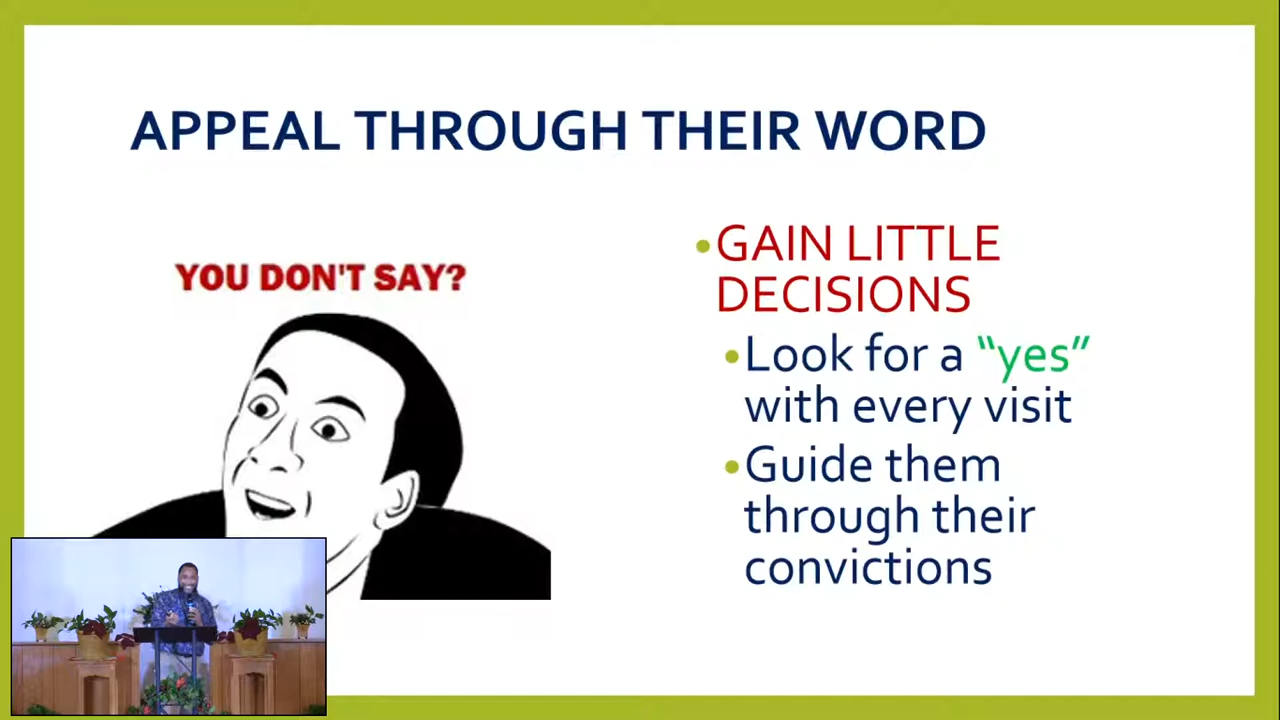 APPEAL THROUGH THEIR WORD
YOU DON'T SAY?
•GAIN LITTLE
DECISIONS
•Look for a “yes”
with every visit
•Guide them
through their
convictions